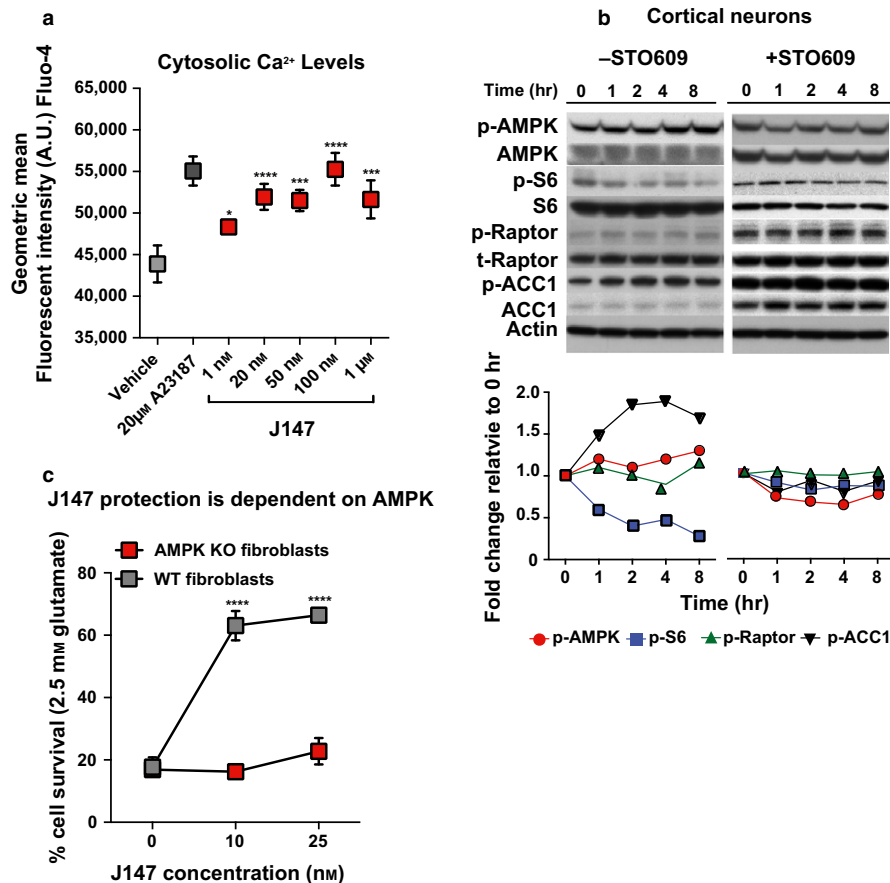 a
Cytosolic Ca²⁺ Levels
Geometric mean
Fluorescent intensity (A.U.) Fluo-4
65,000
60,000
55,000
50,000
45,000
40,000
35,000
*
****
***
****
***
Vehicle
20μM A23187
1 nM
20 nM
50 nM
100 nM
1 μM
J147
b
Cortical neurons
–STO609
+STO609
Time (hr) 0 1 2 4 8 0 1 2 4 8
p-AMPK
AMPK
p-S6
S6
p-Raptor
t-Raptor
p-ACC1
ACC1
Actin
Fold change relatvie to 0 hr
2.0
1.5
1.0
0.5
0
0 1 2 4 8 0 1 2 4 8
Time (hr)
p-AMPK p-S6 p-Raptor p-ACC1
c
J147 protection is dependent on AMPK
AMPK KO fibroblasts
WT fibroblasts
% cell survival (2.5 mM glutamate)
80
60
40
20
0
**** ****
0 10 25
J147 concentration (nM)